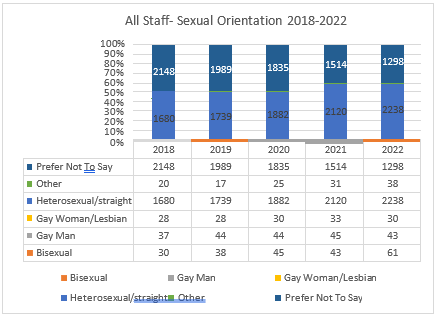 All Staff- Sexual Orientation 2018-2022
100%
90%
80%
70%
60%
50%
40%
30%
20%
10%
0%
2148 1989 1835 1514 1298
1680 1739 1882 2120 2238
2018 2019 2020 2021 2022
Prefer Not To Say 2148 1989 1835 1514 1298
Other 20 17 25 31 38
Heterosexual/straight 1680 1739 1882 2120 2238
Gay Woman/Lesbian 28 28 30 33 30
Gay Man 37 44 44 45 43
Bisexual 30 38 45 43 61
Bisexual Gay Man Gay Woman/Lesbian
Heterosexual/straight Other Prefer Not To Say